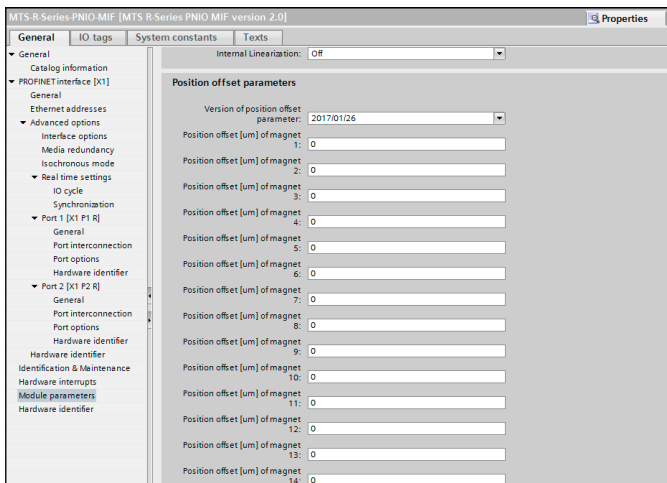 MTS-R-Series-PNIO-MIF [MTS R-Series PNIO MIF version 2.0]
Properties
General
IO tags
System constants
Texts
General
Catalog information
PROFINET interface [X1]
General
Ethernet addresses
Advanced options
Interface options
Media redundancy
Isochronous mode
Real time settings
IO cycle
Synchronization
Port 1 [X1 P1 R]
General
Port interconnection
Port options
Hardware identifier
Port 2 [X1 P2 R]
General
Port interconnection
Port options
Hardware identifier
Hardware identifier
Identification & Maintenance
Hardware interrupts
Module parameters
Hardware identifier
Internal Linearization: Off
Position offset parameters
Version of position offset
parameter: 2017/01/26
Position offset [um] of magnet
1: 0
Position offset [um] of magnet
2: 0
Position offset [um] of magnet
3: 0
Position offset [um] of magnet
4: 0
Position offset [um] of magnet
5: 0
Position offset [um] of magnet
6: 0
Position offset [um] of magnet
7: 0
Position offset [um] of magnet
8: 0
Position offset [um] of magnet
9: 0
Position offset [um] of magnet
10: 0
Position offset [um] of magnet
11: 0
Position offset [um] of magnet
12: 0
Position offset [um] of magnet
13: 0
Position offset [um] of magnet
14: 0